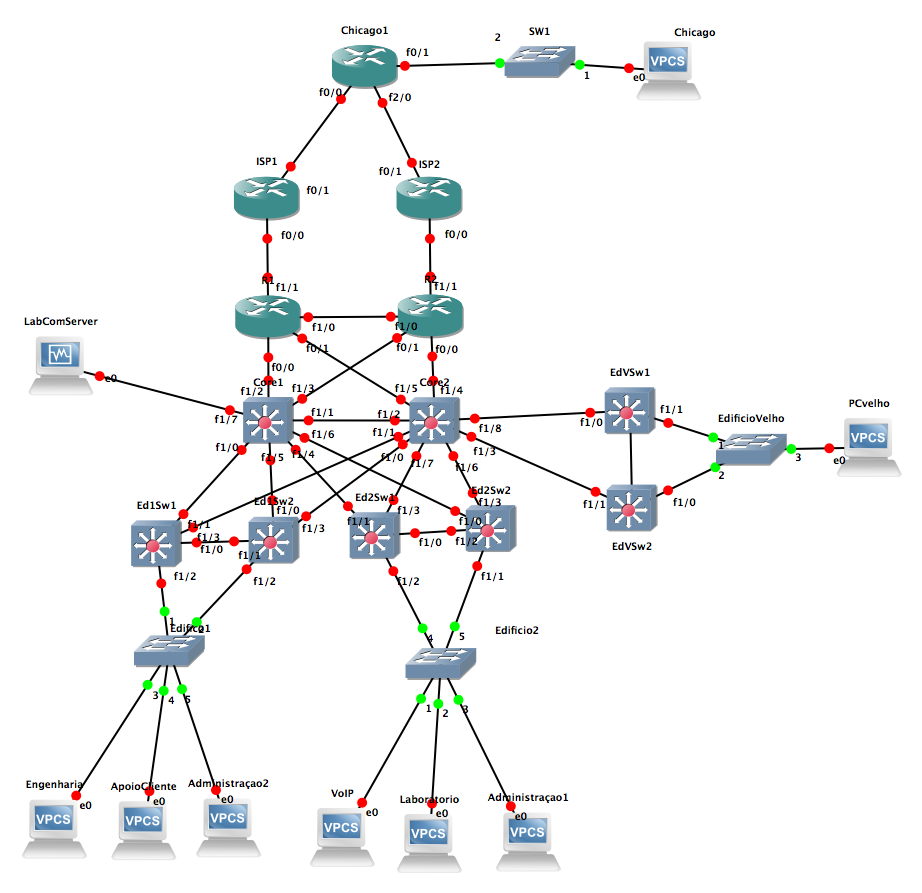 Chicago1
f0/1
2
SW1
1
Chicago
VPCS
e0
f0/0
f2/0
ISP1
f0/1
f0/1
ISP2
f0/0
f0/0
R1
f1/1
R2
f1/1
f1/0
f1/0
f0/1
f0/1
f0/0
f0/0
LabComServer
e0
Core1
f1/2
f1/3
f1/7
f1/1
f1/6
f1/0
f1/5
f1/4
Core2
f1/5
f1/4
f1/2
f1/1
f1/0
f1/7
f1/6
f1/8
f1/3
EdVSw1
f1/0
f1/1
EdVSw2
f1/1
f1/0
EdificioVelho
1
2
3
PCvelho
VPCS
e0
Ed1Sw1
f1/1
f1/3
f1/0
f1/2
Ed1Sw2
f1/0
f1/3
f1/1
f1/2
Ed2Sw1
f1/1
f1/3
f1/0
f1/2
Ed2Sw2
f1/3
f1/0
f1/2
f1/1
1
Edifico1
3
4
5
Edificio2
4
5
1
2
3
Engenharia
e0
VPCS
ApoioCliente
e0
VPCS
Administraçao2
e0
VPCS
VoIP
e0
VPCS
Laboratorio
e0
VPCS
Administraçao1
e0
VPCS